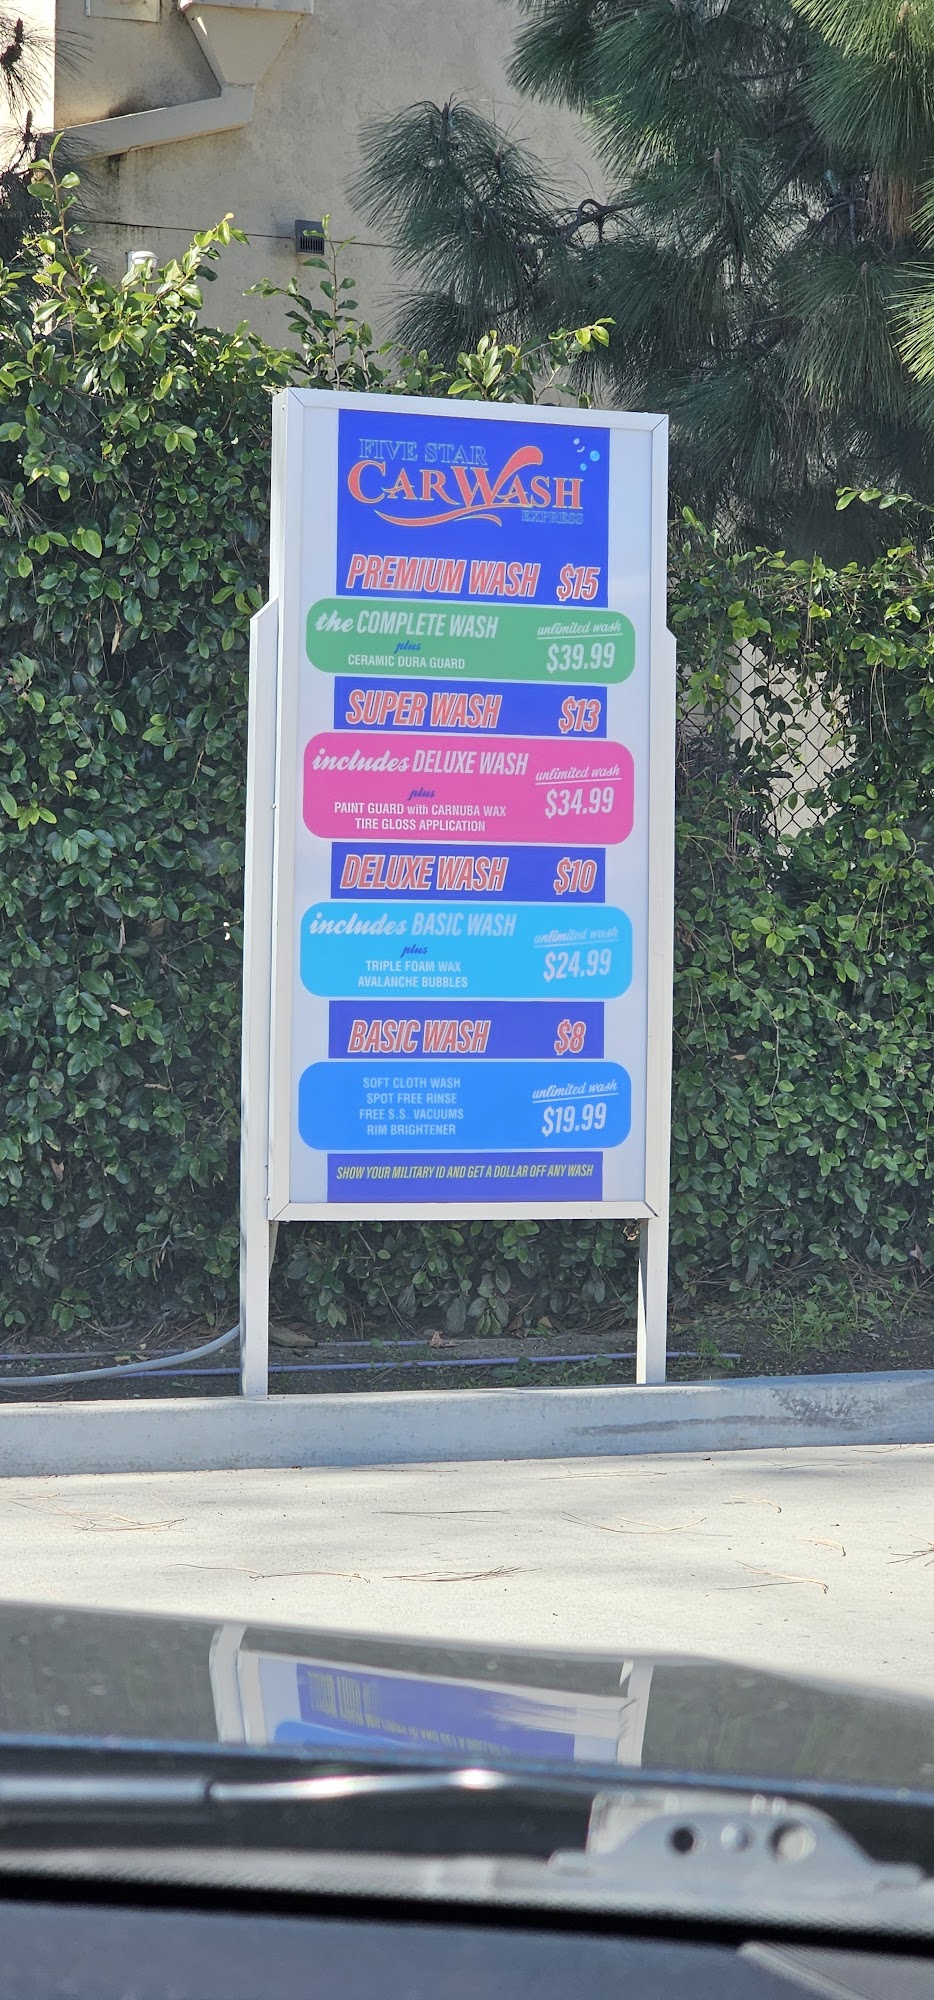 FIVE STAR
CARWASH
EXPRESS
PREMIUM WASH $15
the COMPLETE WASH
plus
CERAMIC DURA GUARD
unlimited wash
$39.99
SUPER WASH $13
includes DELUXE WASH
plus
PAINT GUARD with CARNUBA WAX
TIRE GLOSS APPLICATION
unlimited wash
$34.99
DELUXE WASH $10
includes BASIC WASH
plus
TRIPLE FOAM WAX
AVALANCHE BUBBLES
unlimited wash
$24.99
BASIC WASH $8
SOFT CLOTH WASH
SPOT FREE RINSE
FREE S.S. VACUUMS
RIM BRIGHTENER
unlimited wash
$19.99
SHOW YOUR MILITARY ID AND GET A DOLLAR OFF ANY WASH